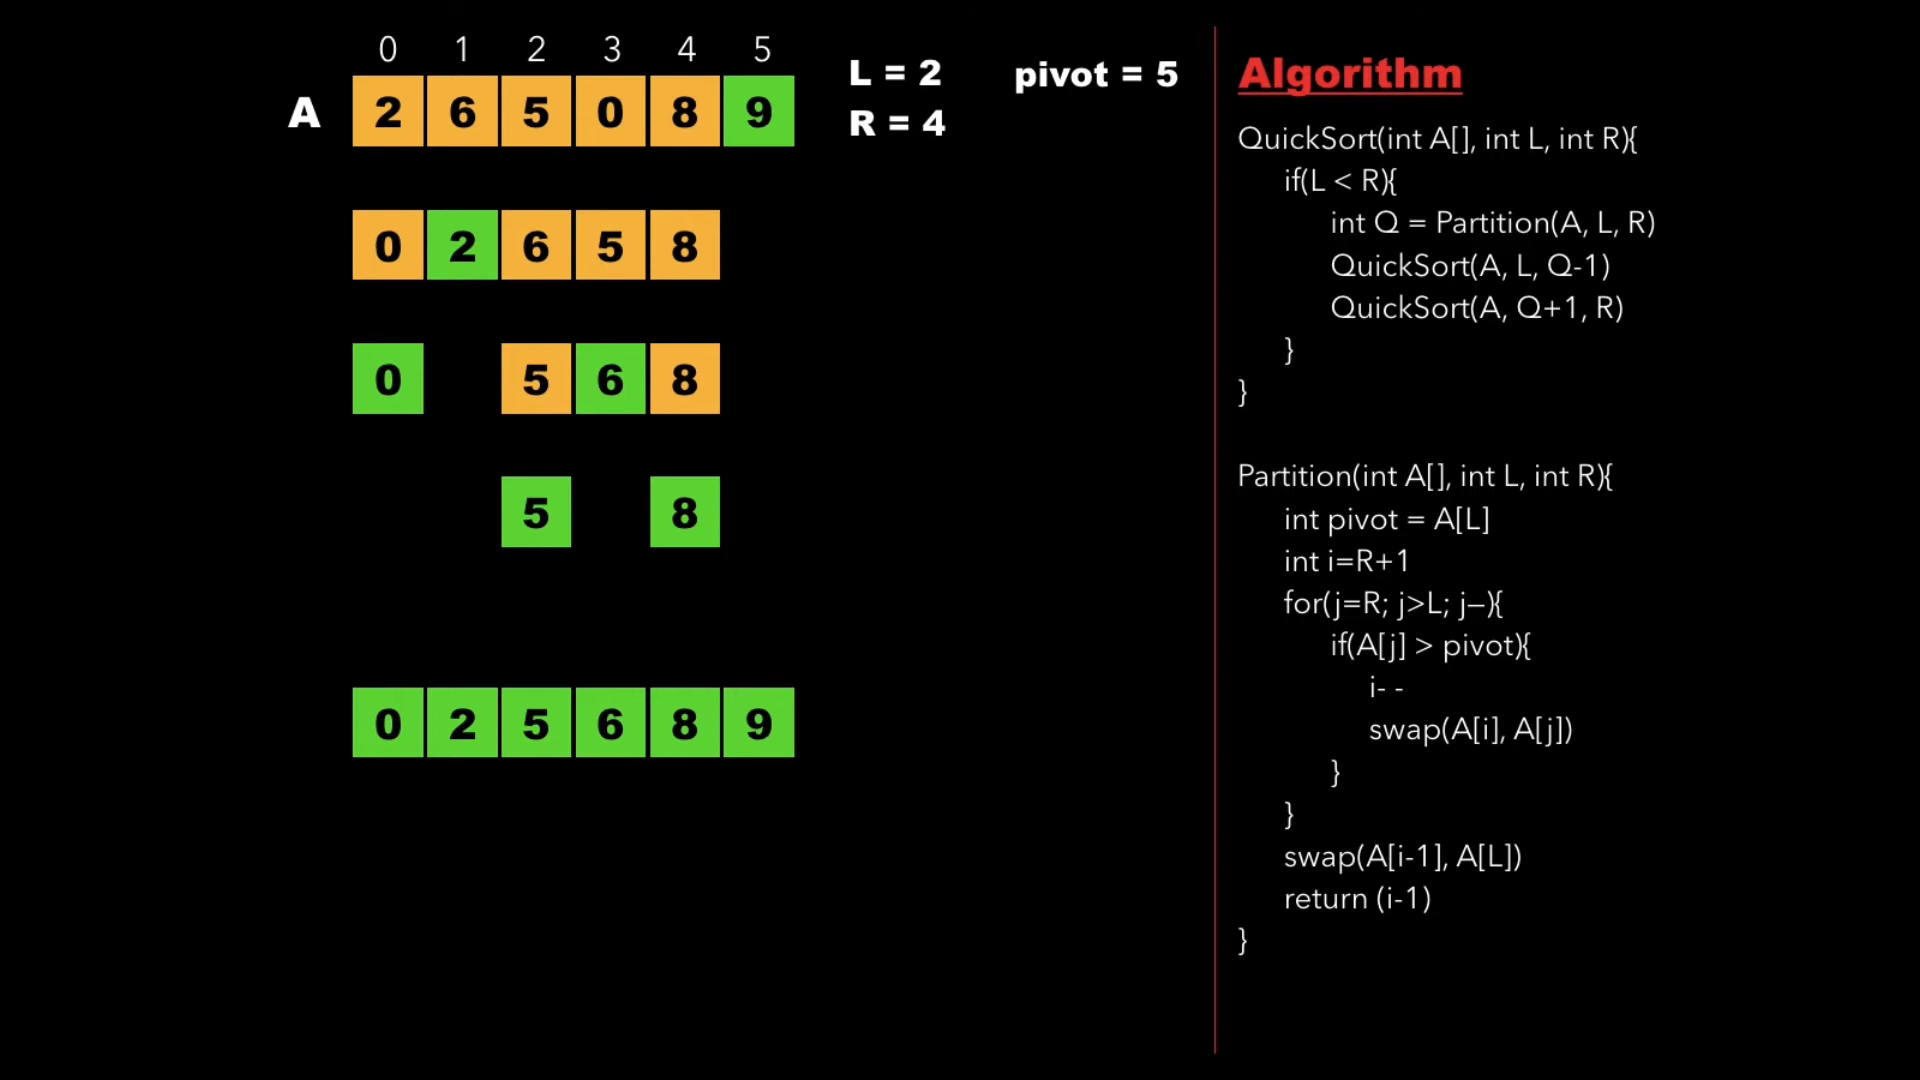 0 1 2 3 4 5
A 2 6 5 0 8 9
L = 2
R = 4
pivot = 5
0 2 6 5 8
0 5 6 8
5 8
0 2 5 6 8 9
Algorithm
QuickSort(int A[], int L, int R){
if(L < R){
int Q = Partition(A, L, R)
QuickSort(A, L, Q-1)
QuickSort(A, Q+1, R)
}
}
Partition(int A[], int L, int R){
int pivot = A[L]
int i=R+1
for(j=R; j>L; j–){
if(A[j] > pivot){
i- -
swap(A[i], A[j])
}
}
swap(A[i-1], A[L])
return (i-1)
}